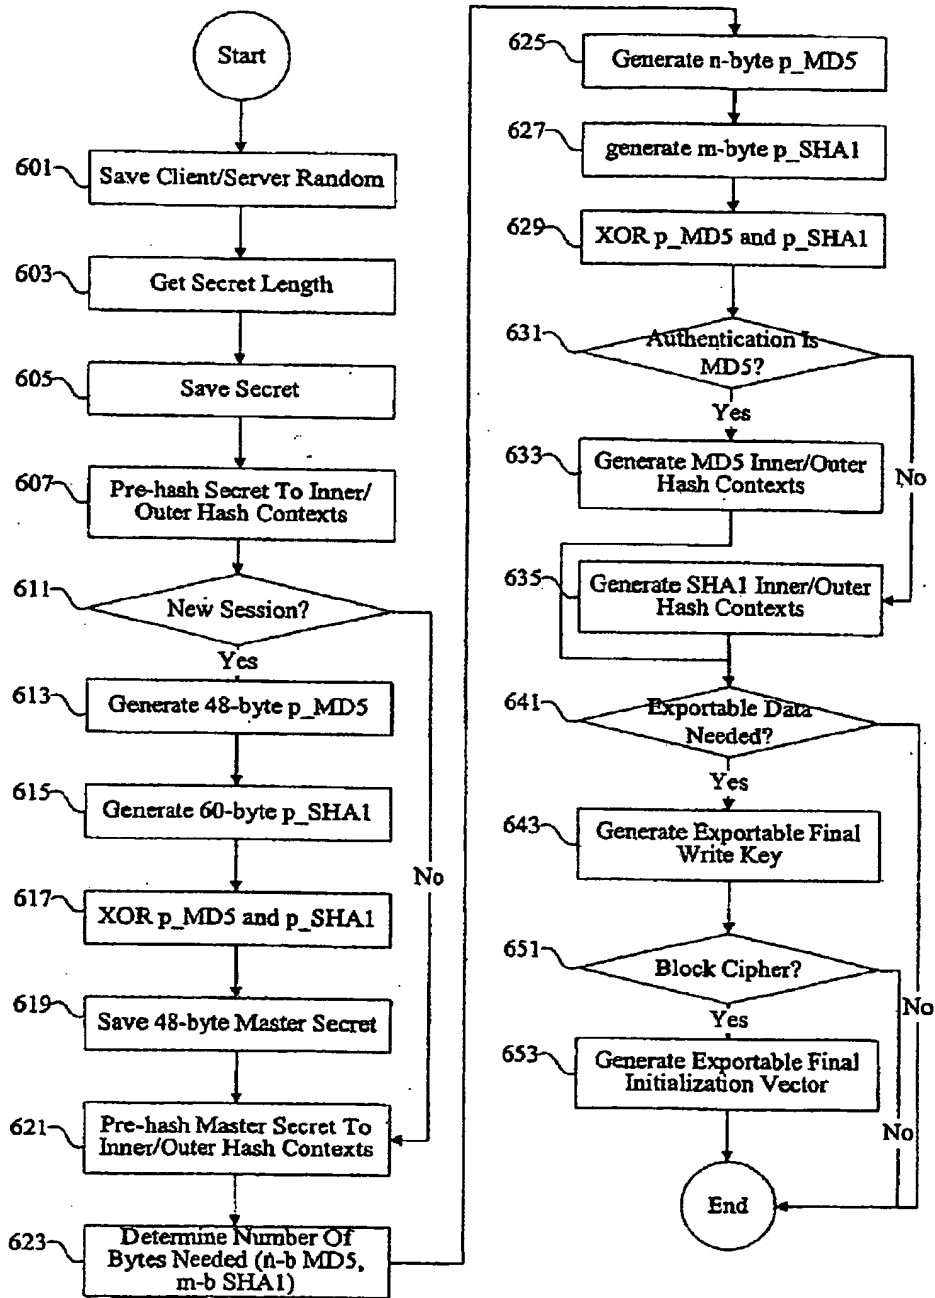 Start
601
Save Client/Server Random
603
Get Secret Length
605
Save Secret
607
Pre-hash Secret To Inner/
Outer Hash Contexts
611
New Session?
Yes
No
613
Generate 48-byte p_MD5
615
Generate 60-byte p_SHA1
617
XOR p_MD5 and p_SHA1
619
Save 48-byte Master Secret
621
Pre-hash Master Secret To
Inner/Outer Hash Contexts
623
Determine Number Of
Bytes Needed (n-b MD5,
m-b SHA1)
625
Generate n-byte p_MD5
627
generate m-byte p_SHA1
629
XOR p_MD5 and p_SHA1
631
Authentication Is
MD5?
Yes
No
633
Generate MD5 Inner/Outer
Hash Contexts
635
Generate SHA1 Inner/Outer
Hash Contexts
641
Exportable Data
Needed?
Yes
No
643
Generate Exportable Final
Write Key
651
Block Cipher?
Yes
No
653
Generate Exportable Final
Initialization Vector
End